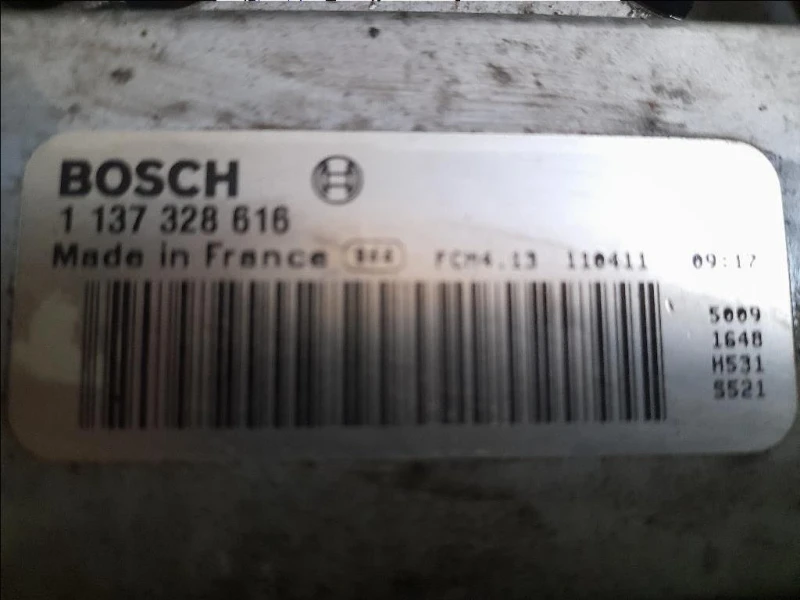 BOSCH
1 137 328 616
Made in France FCM4.13 110411 09:17
5009
1648
H531
S521